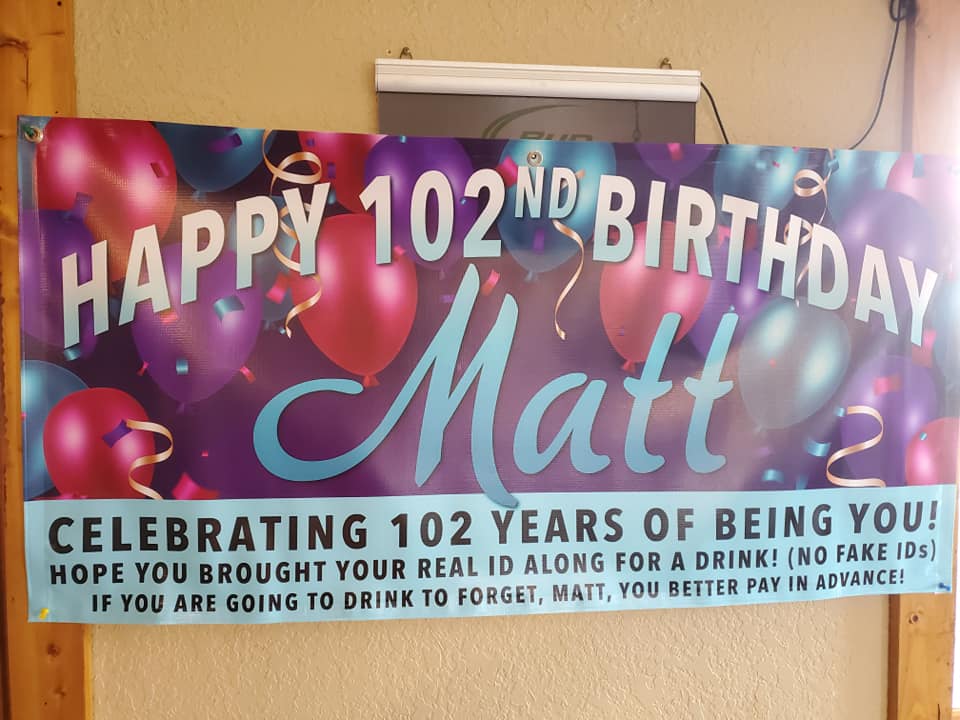 BUD
HAPPY 102ND BIRTHDAY
Matt
CELEBRATING 102 YEARS OF BEING YOU!
HOPE YOU BROUGHT YOUR REAL ID ALONG FOR A DRINK! (NO FAKE IDs)
IF YOU ARE GOING TO DRINK TO FORGET, MATT, YOU BETTER PAY IN ADVANCE!